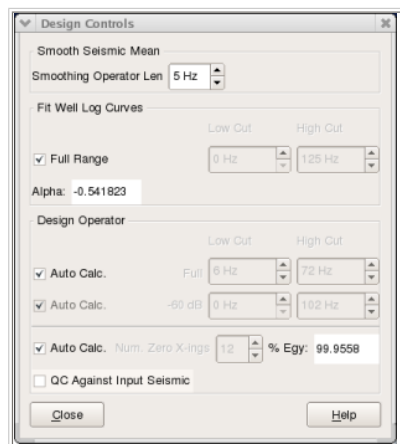 Design Controls
Smooth Seismic Mean
Smoothing Operator Len 5 Hz
Fit Well Log Curves
Low Cut High Cut
Full Range 0 Hz 125 Hz
Alpha: -0.541823
Design Operator
Low Cut High Cut
Auto Calc. Full 6 Hz 72 Hz
Auto Calc. -60 dB 0 Hz 102 Hz
Auto Calc. Num. Zero X-ings 12 % Egy: 99.9558
QC Against Input Seismic
Close Help